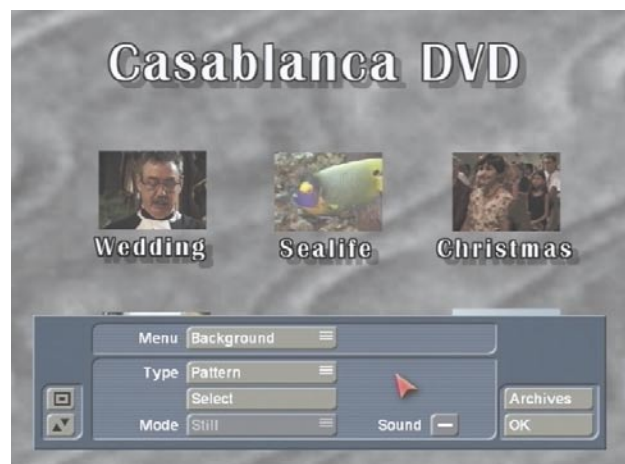 Casablanca DVD
Wedding Sealife Christmas
Menu Background
Type Pattern
Select Archives
Mode Still Sound OK